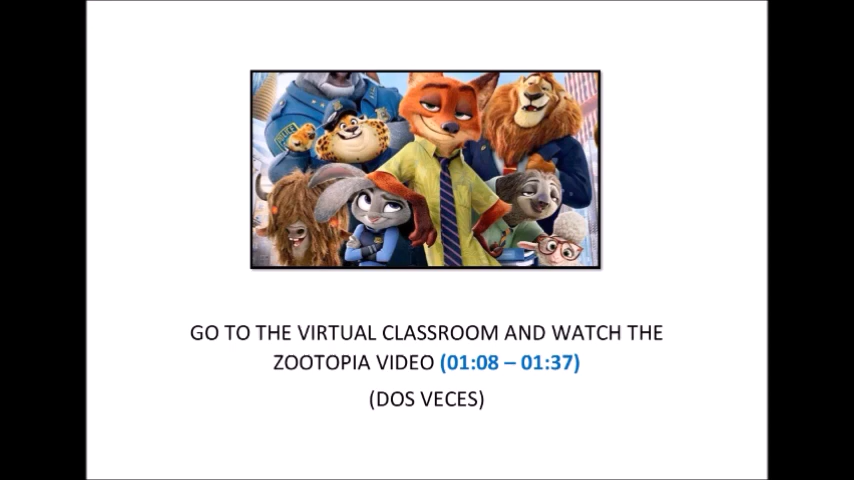 GO TO THE VIRTUAL CLASSROOM AND WATCH THE
ZOOTOPIA VIDEO (01:08 – 01:37)
(DOS VECES)